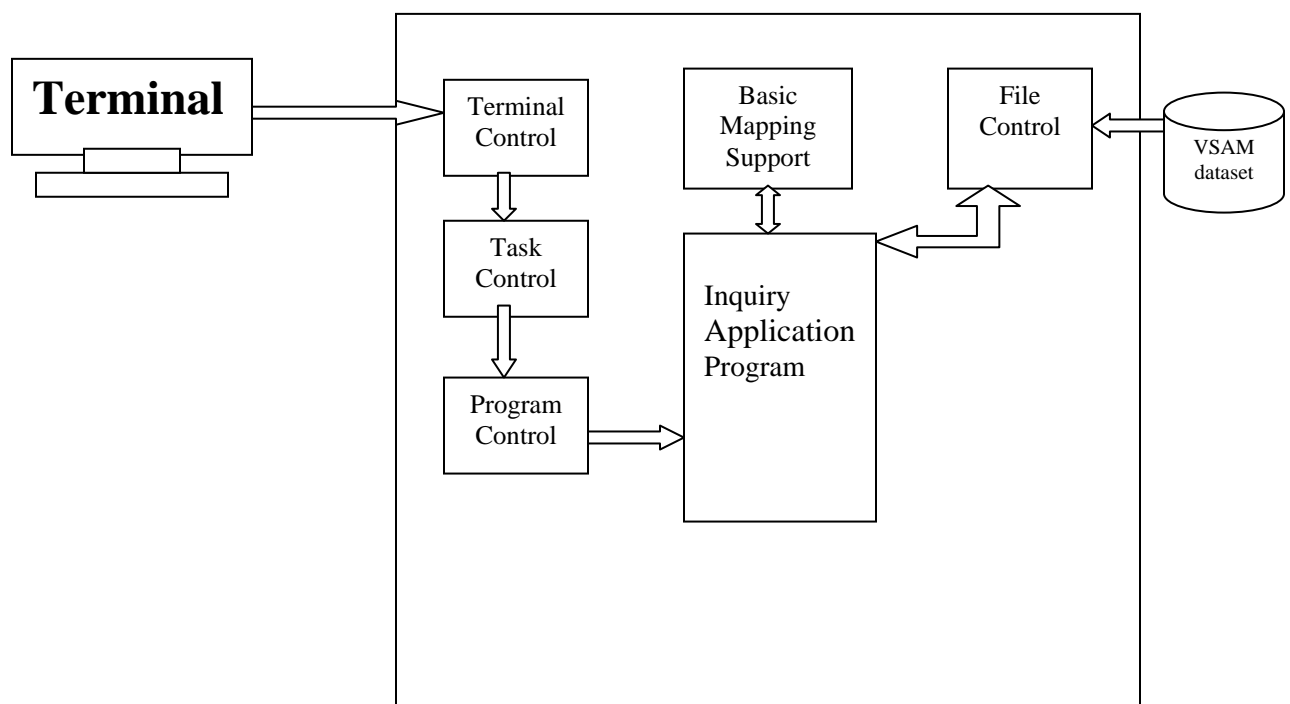 Terminal
Terminal
Control
Task
Control
Program
Control
Basic
Mapping
Support
Inquiry
Application
Program
File
Control
VSAM
dataset